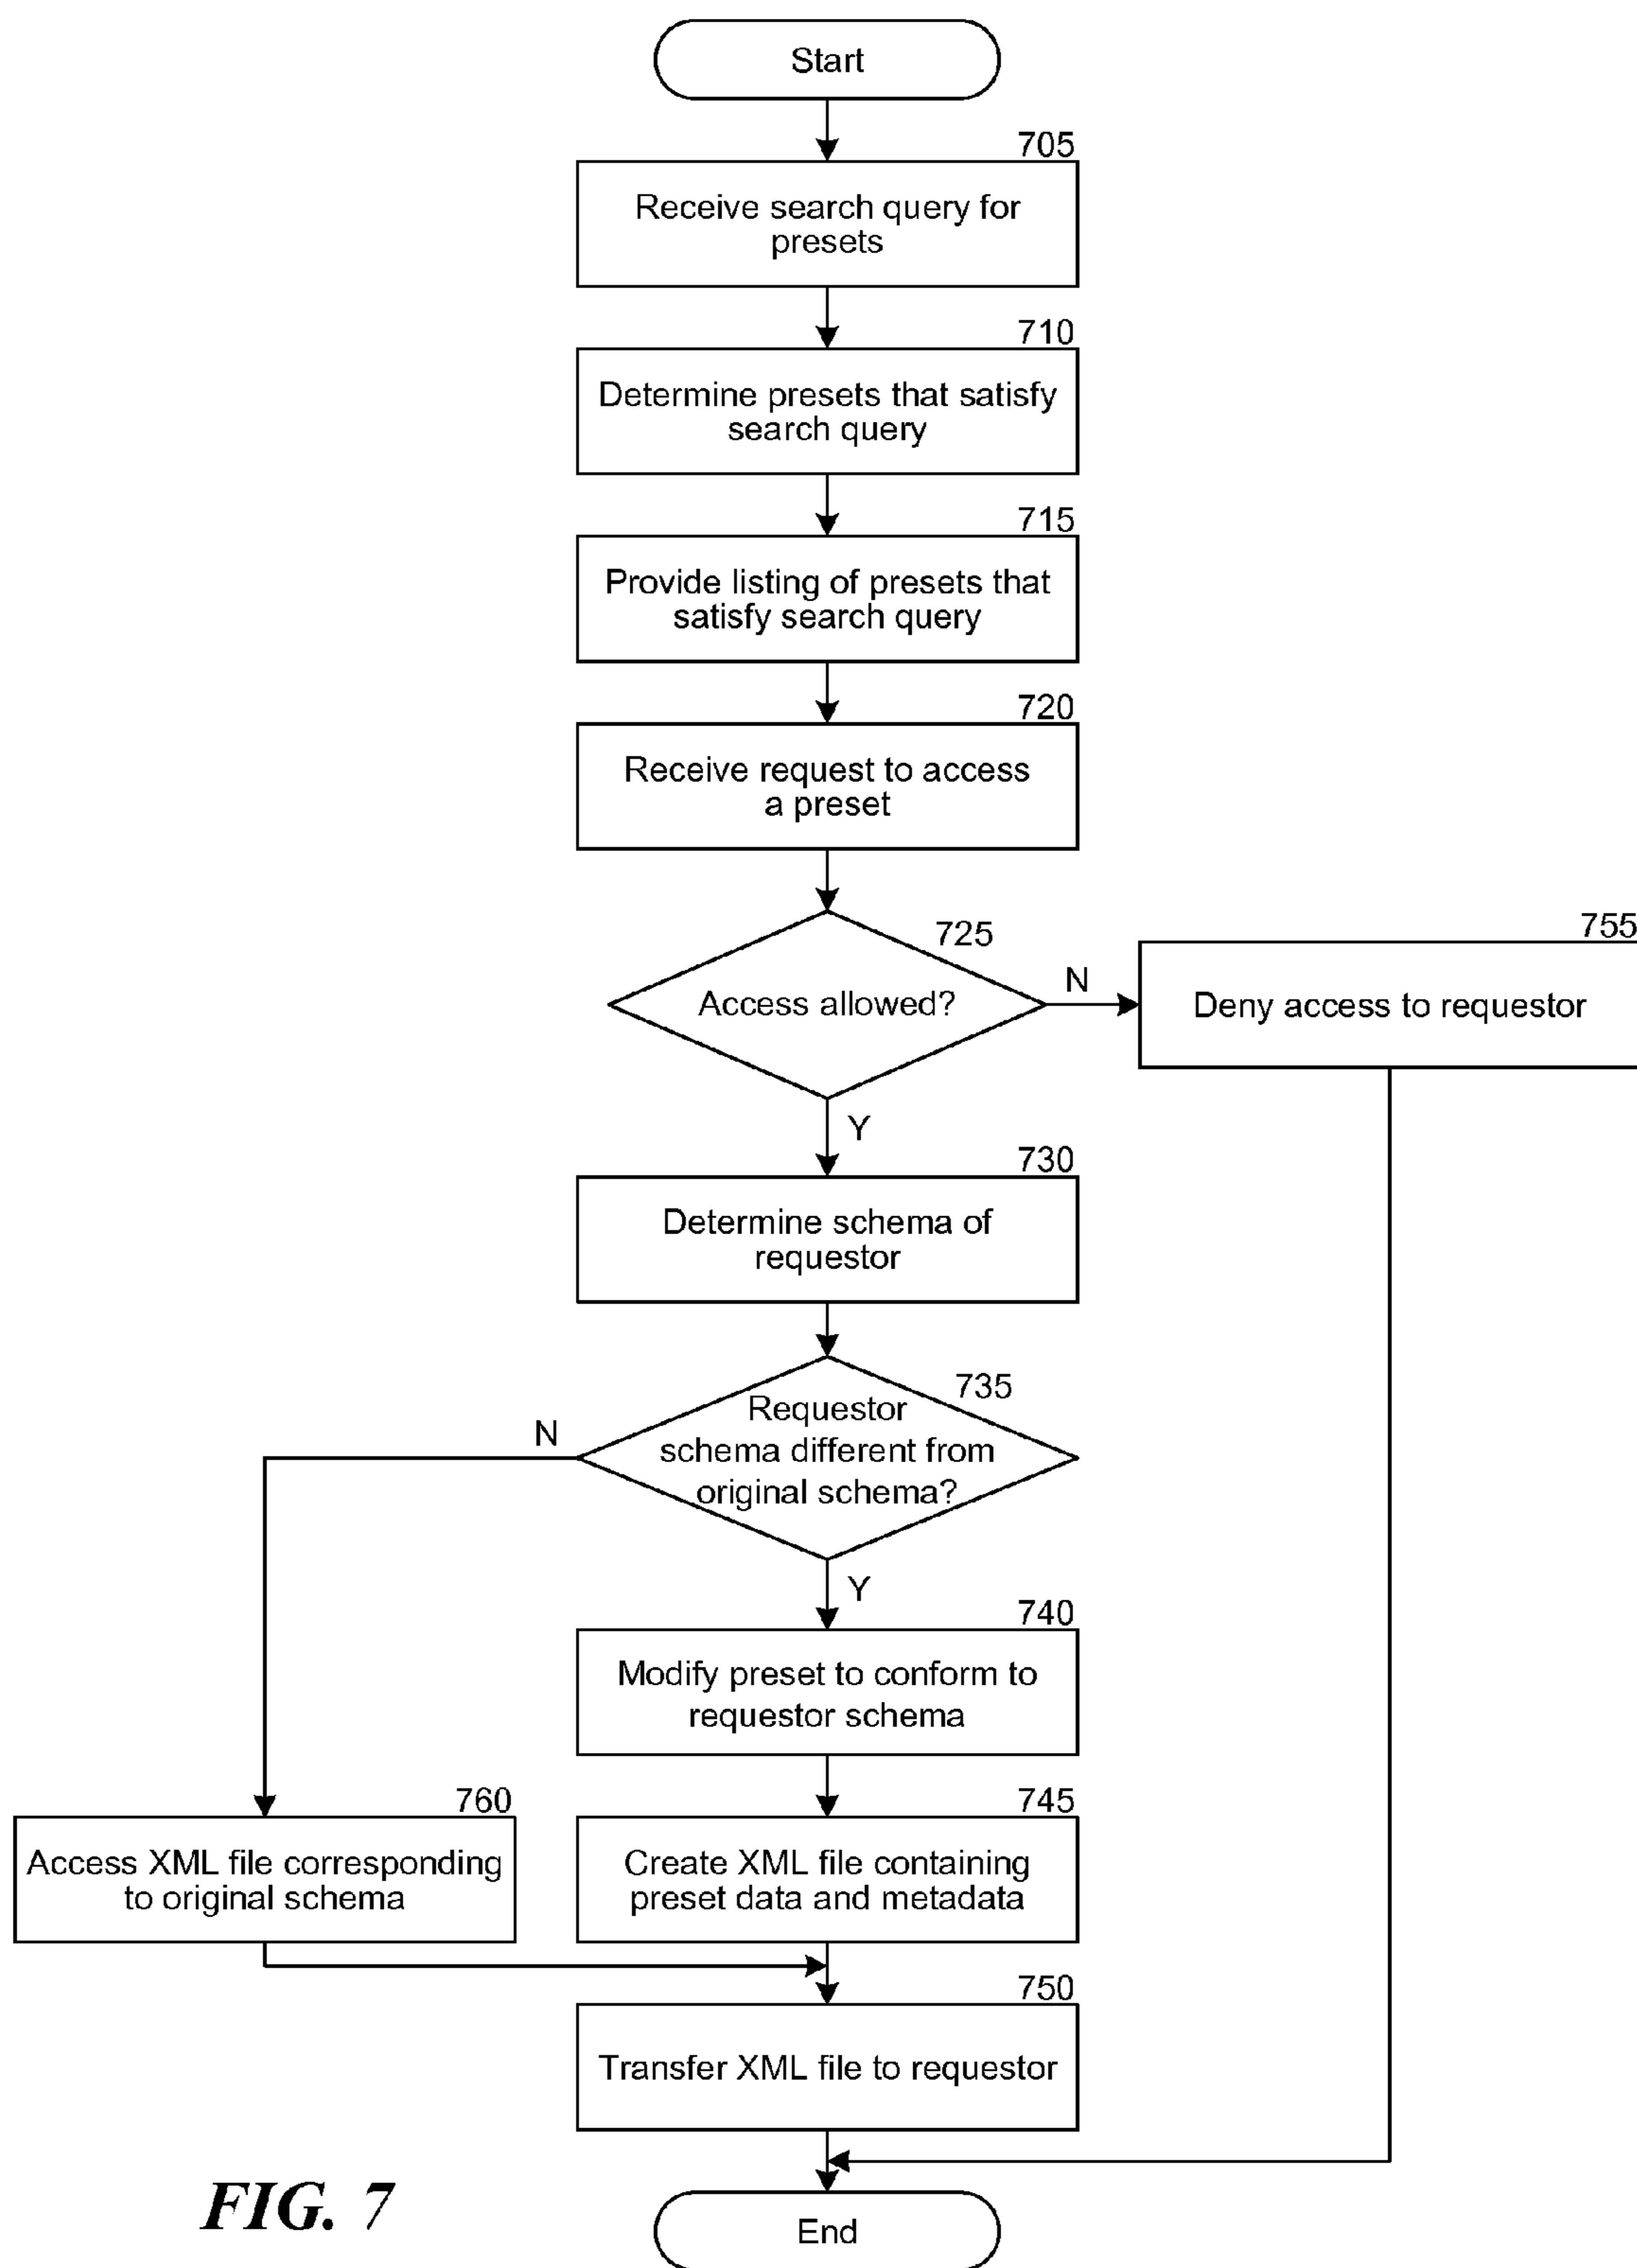 Start
705
Receive search query for
presets
710
Determine presets that satisfy
search query
715
Provide listing of presets that
satisfy search query
720
Receive request to access
a preset
725
Access allowed?
N
755
Deny access to requestor
Y
730
Determine schema of
requestor
735
Requestor
schema different from
original schema?
N
Y
740
Modify preset to conform to
requestor schema
760
Access XML file corresponding
to original schema
745
Create XML file containing
preset data and metadata
750
Transfer XML file to requestor
End
FIG. 7